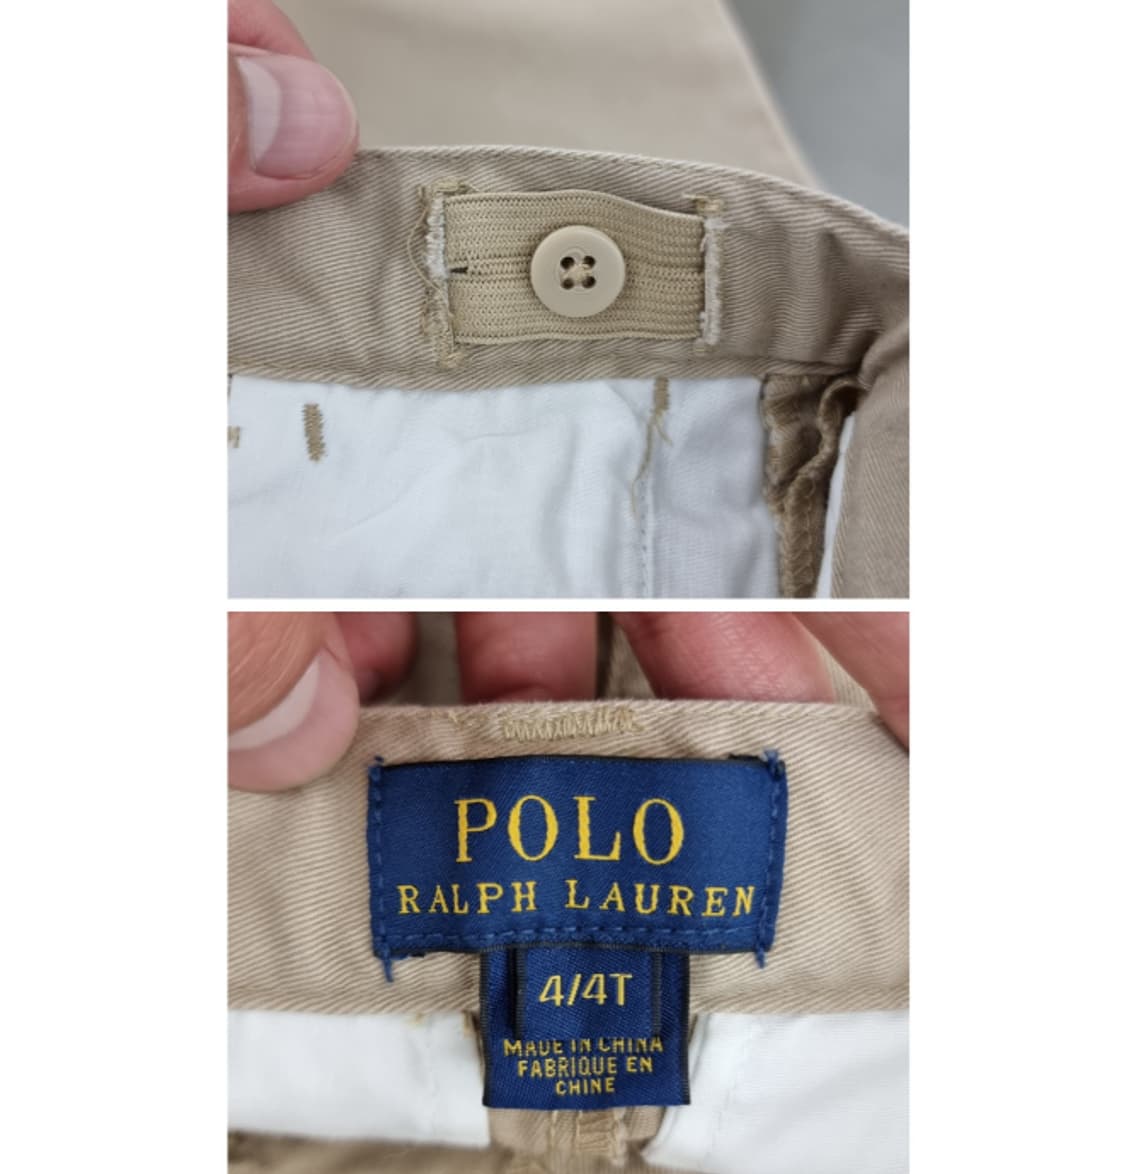 POLO
RALPH LAUREN
4/4T
MADE IN CHINA
FABRIQUE EN
CHINE